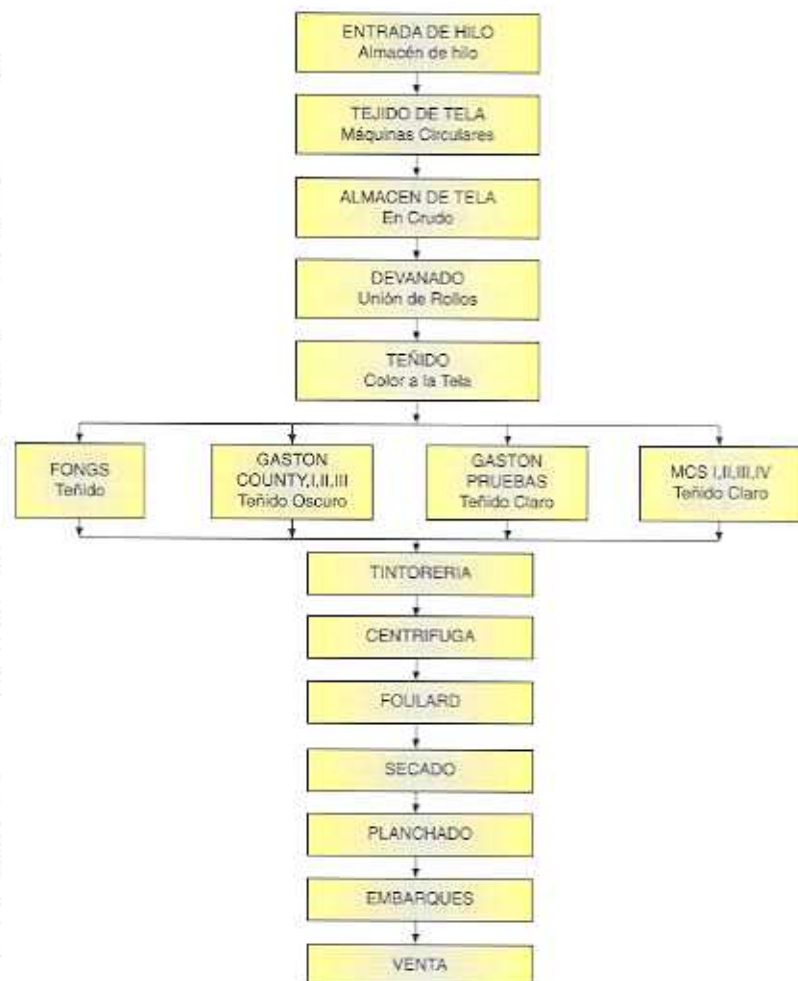 ENTRADA DE HILO
Almacén de hilo
TEJIDO DE TELA
Máquinas Circulares
ALMACEN DE TELA
En Crudo
DEVANADO
Unión de Rollos
TEÑIDO
Color a la Tela
FONGS
Teñido
GASTON
COUNTY,I,II,III
Teñido Oscuro
GASTON
PRUEBAS
Teñido Claro
MCS I,II,III,IV
Teñido Claro
TINTORERIA
CENTRIFUGA
FOULARD
SECADO
PLANCHADO
EMBARQUES
VENTA